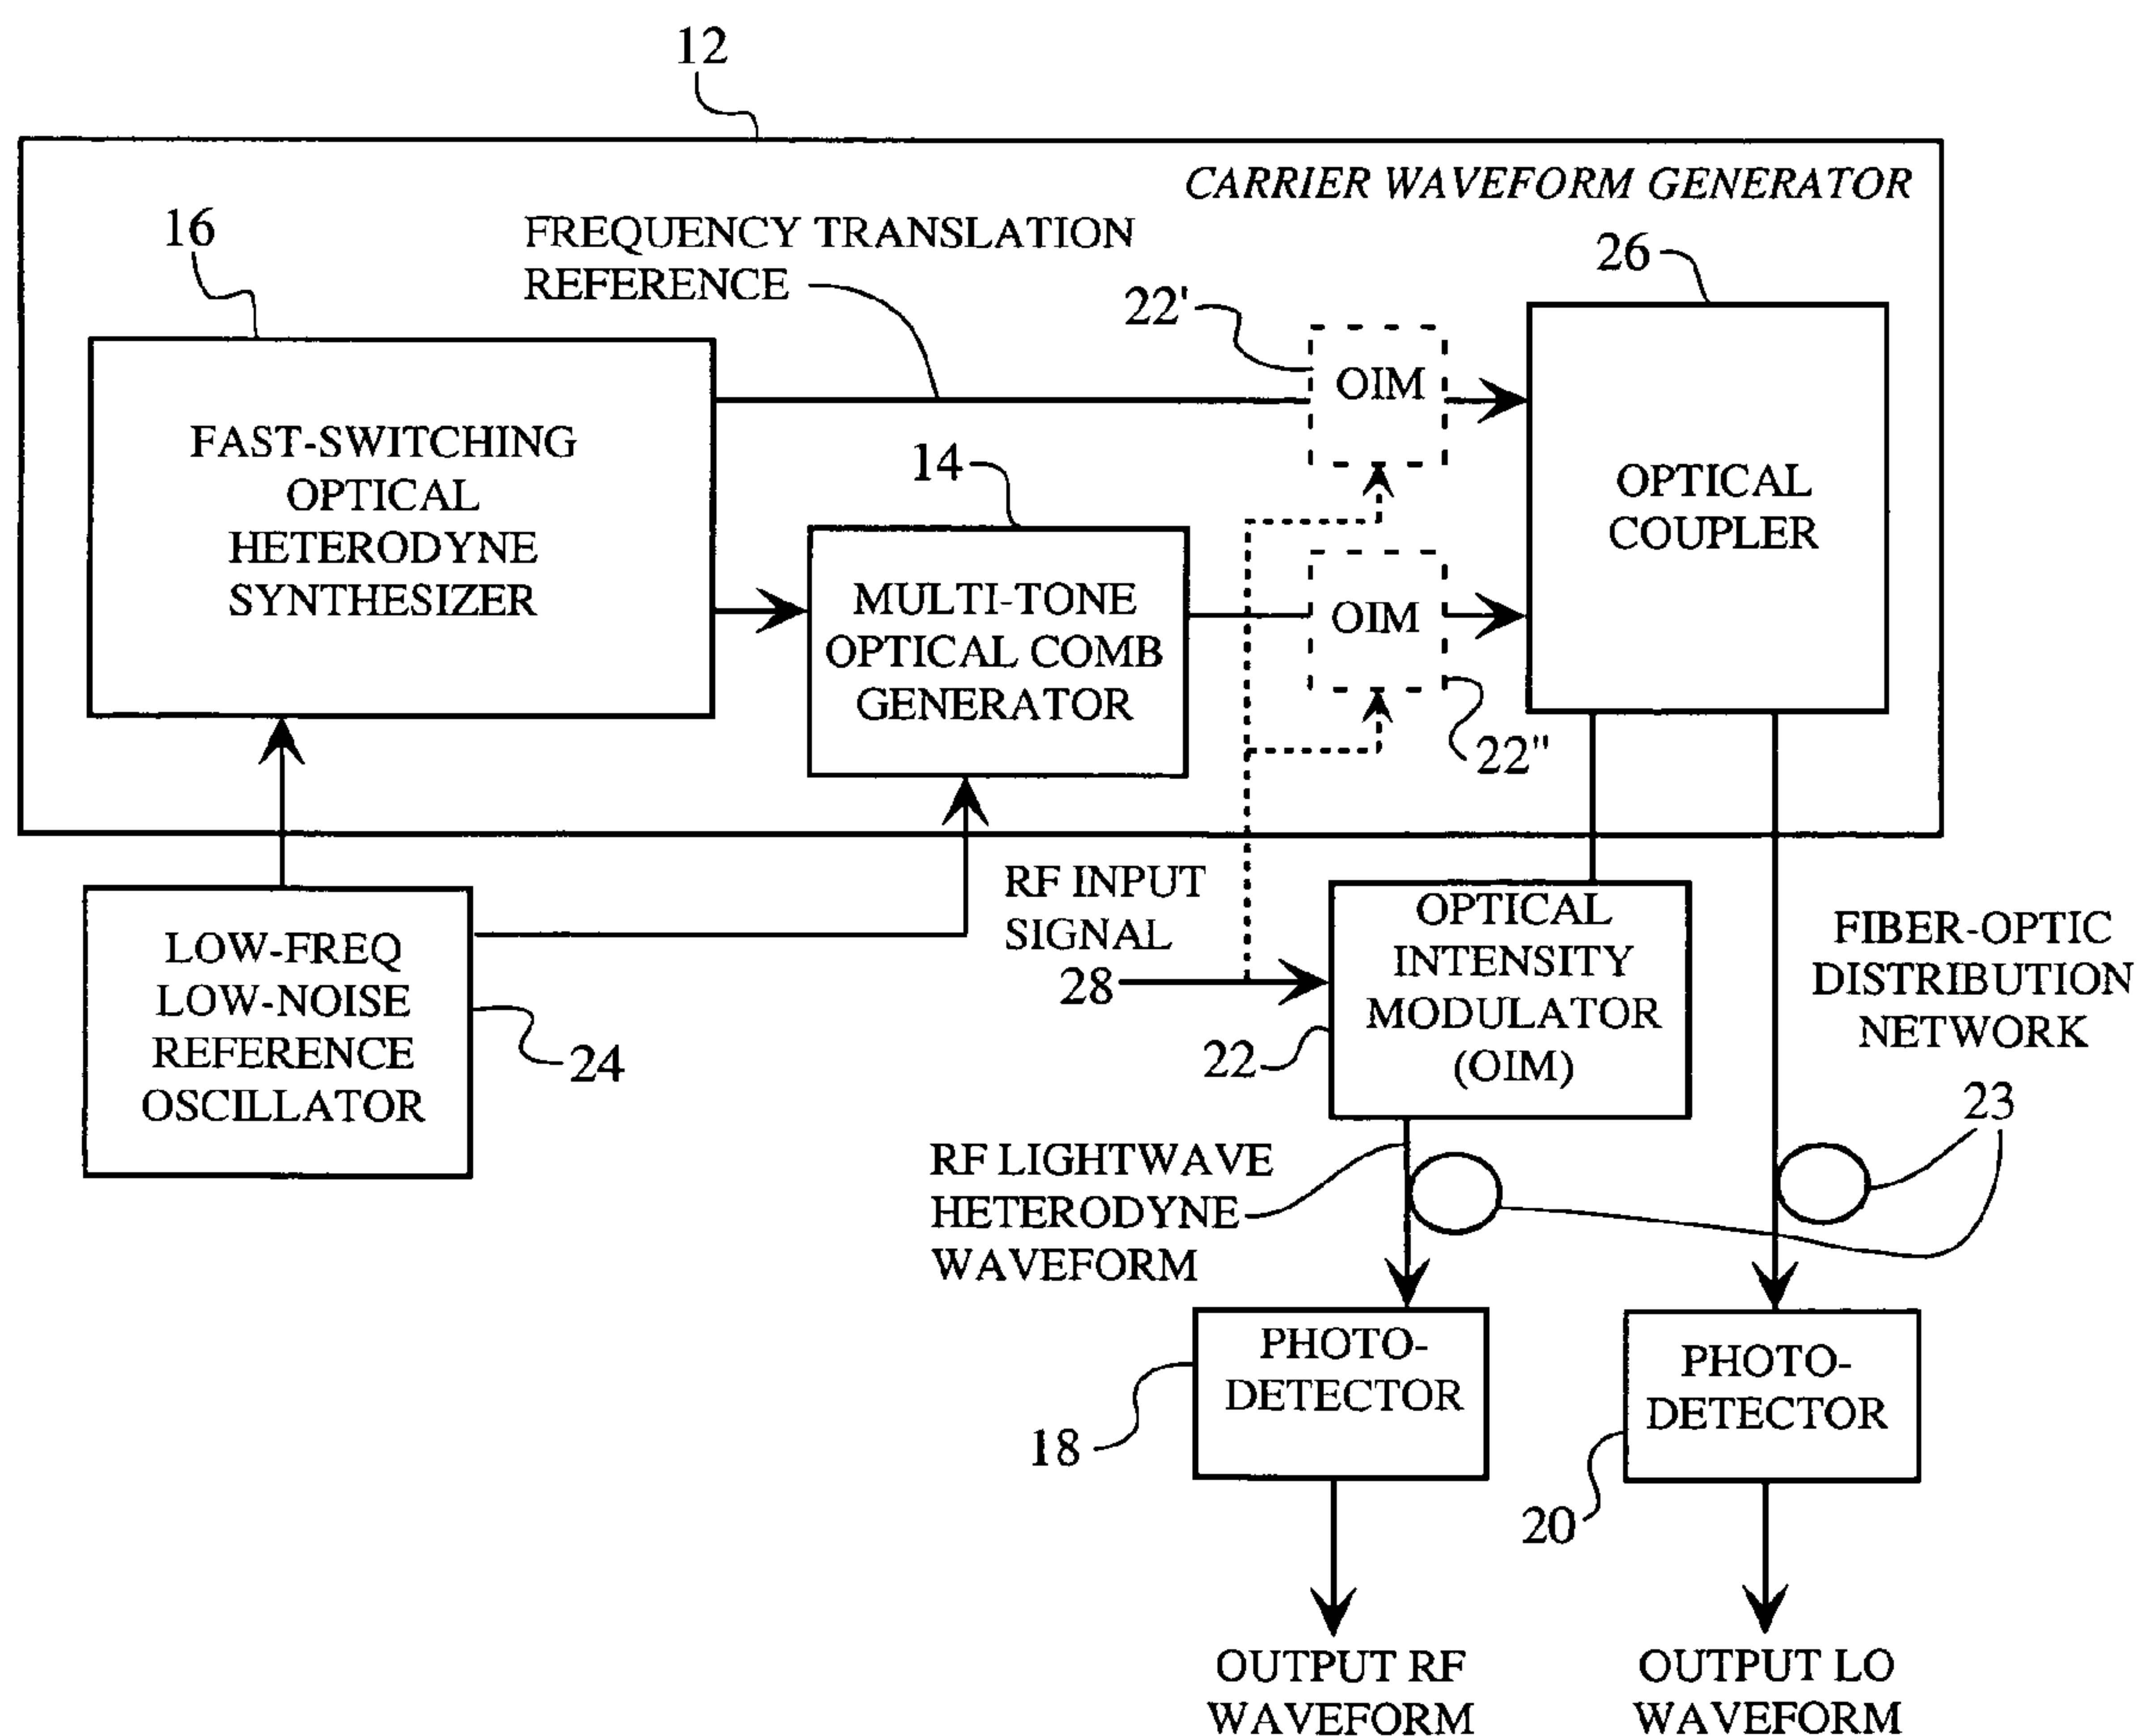 12
CARRIER WAVEFORM GENERATOR
16
FREQUENCY TRANSLATION
REFERENCE
26
22'
OIM
FAST-SWITCHING
OPTICAL
HETERODYNE
SYNTHESIZER
14
OPTICAL
COUPLER
MULTI-TONE
OPTICAL COMB
GENERATOR
OIM
22"
LOW-FREQ
LOW-NOISE
REFERENCE
OSCILLATOR
24
RF INPUT
SIGNAL
28
OPTICAL
INTENSITY
MODULATOR
(OIM)
22
FIBER-OPTIC
DISTRIBUTION
NETWORK
23
RF LIGHTWAVE
HETERODYNE
WAVEFORM
PHOTO-
DETECTOR
18
PHOTO-
DETECTOR
20
OUTPUT RF
WAVEFORM
OUTPUT LO
WAVEFORM